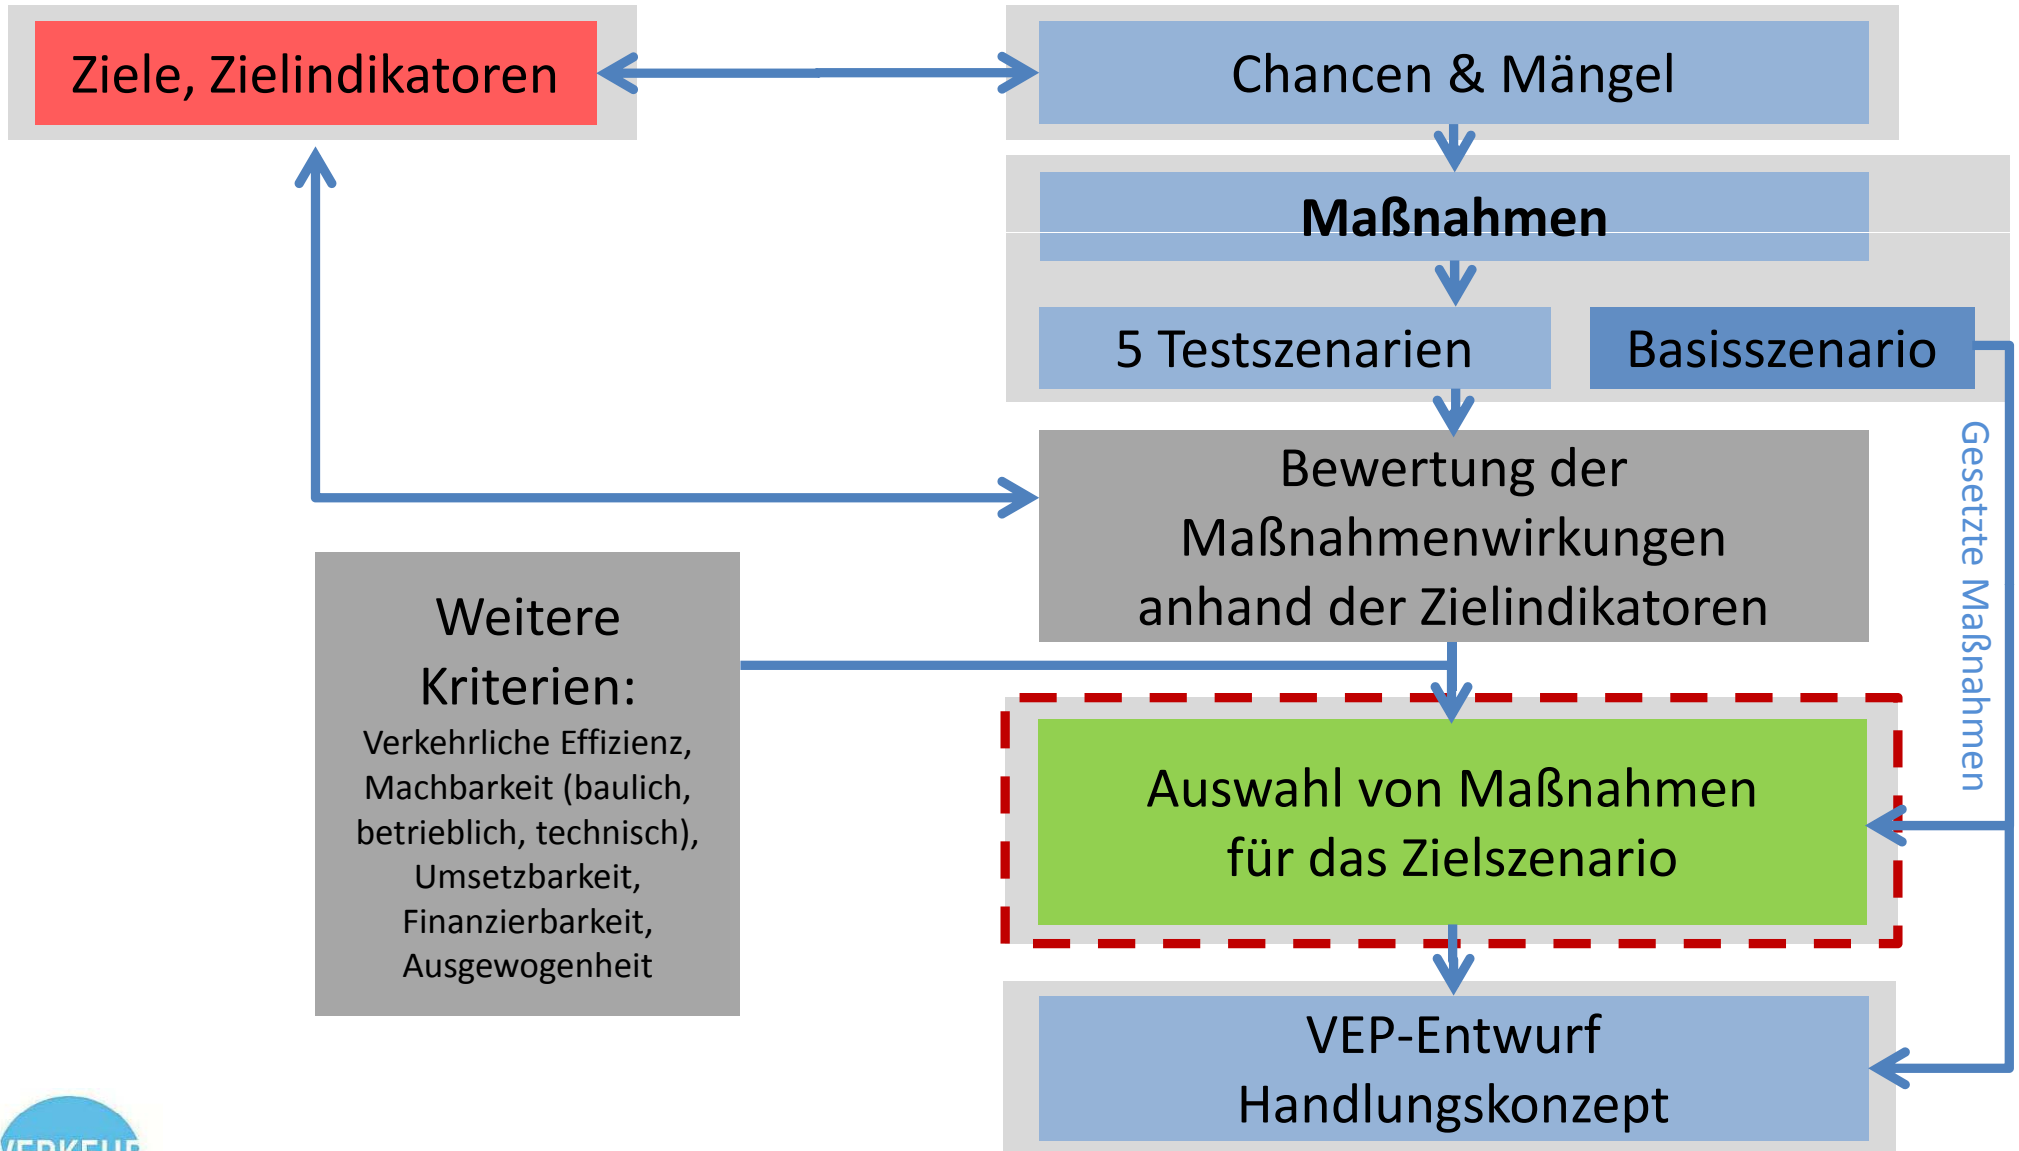 Ziele, Zielindikatoren
Chancen & Mängel
Maßnahmen
5 Testszenarien
Basisszenario
Gesetzte Maßnahmen
Bewertung der
Maßnahmenwirkungen
anhand der Zielindikatoren
Weitere
Kriterien:
Verkehrliche Effizienz,
Machbarkeit (baulich,
betrieblich, technisch),
Umsetzbarkeit,
Finanzierbarkeit,
Ausgewogenheit
Auswahl von Maßnahmen
für das Zielszenario
VEP-Entwurf
Handlungskonzept